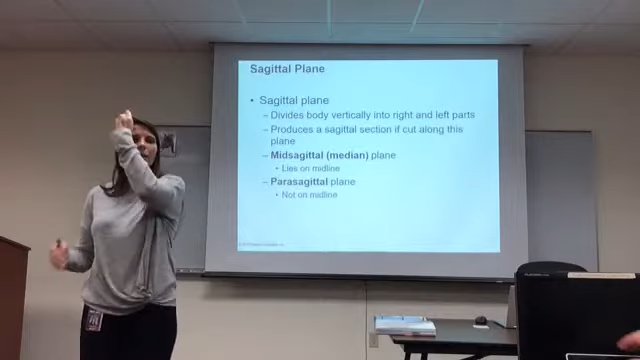 Sagittal Plane
• Sagittal plane
– Divides body vertically into right and left parts
– Produces a sagittal section if cut along this
plane
– Midsagittal (median) plane
• Lies on midline
– Parasagittal plane
• Not on midline